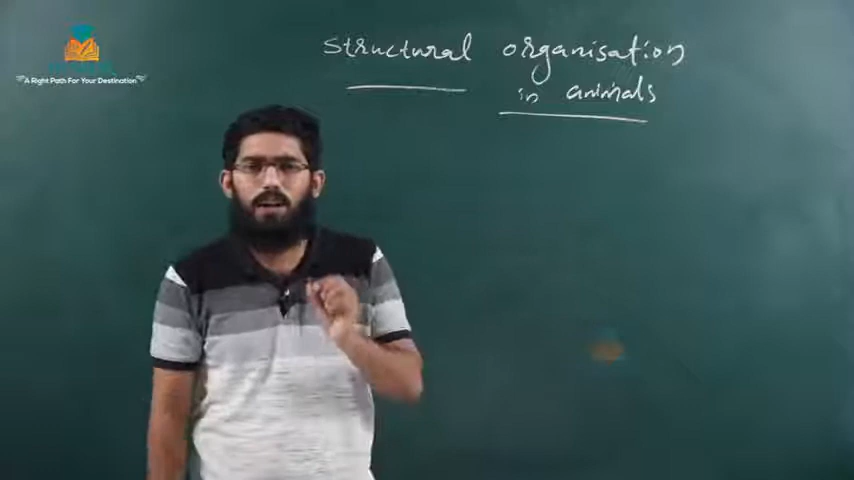 structural organisation
in animals
"A Right Path For Your Destination"